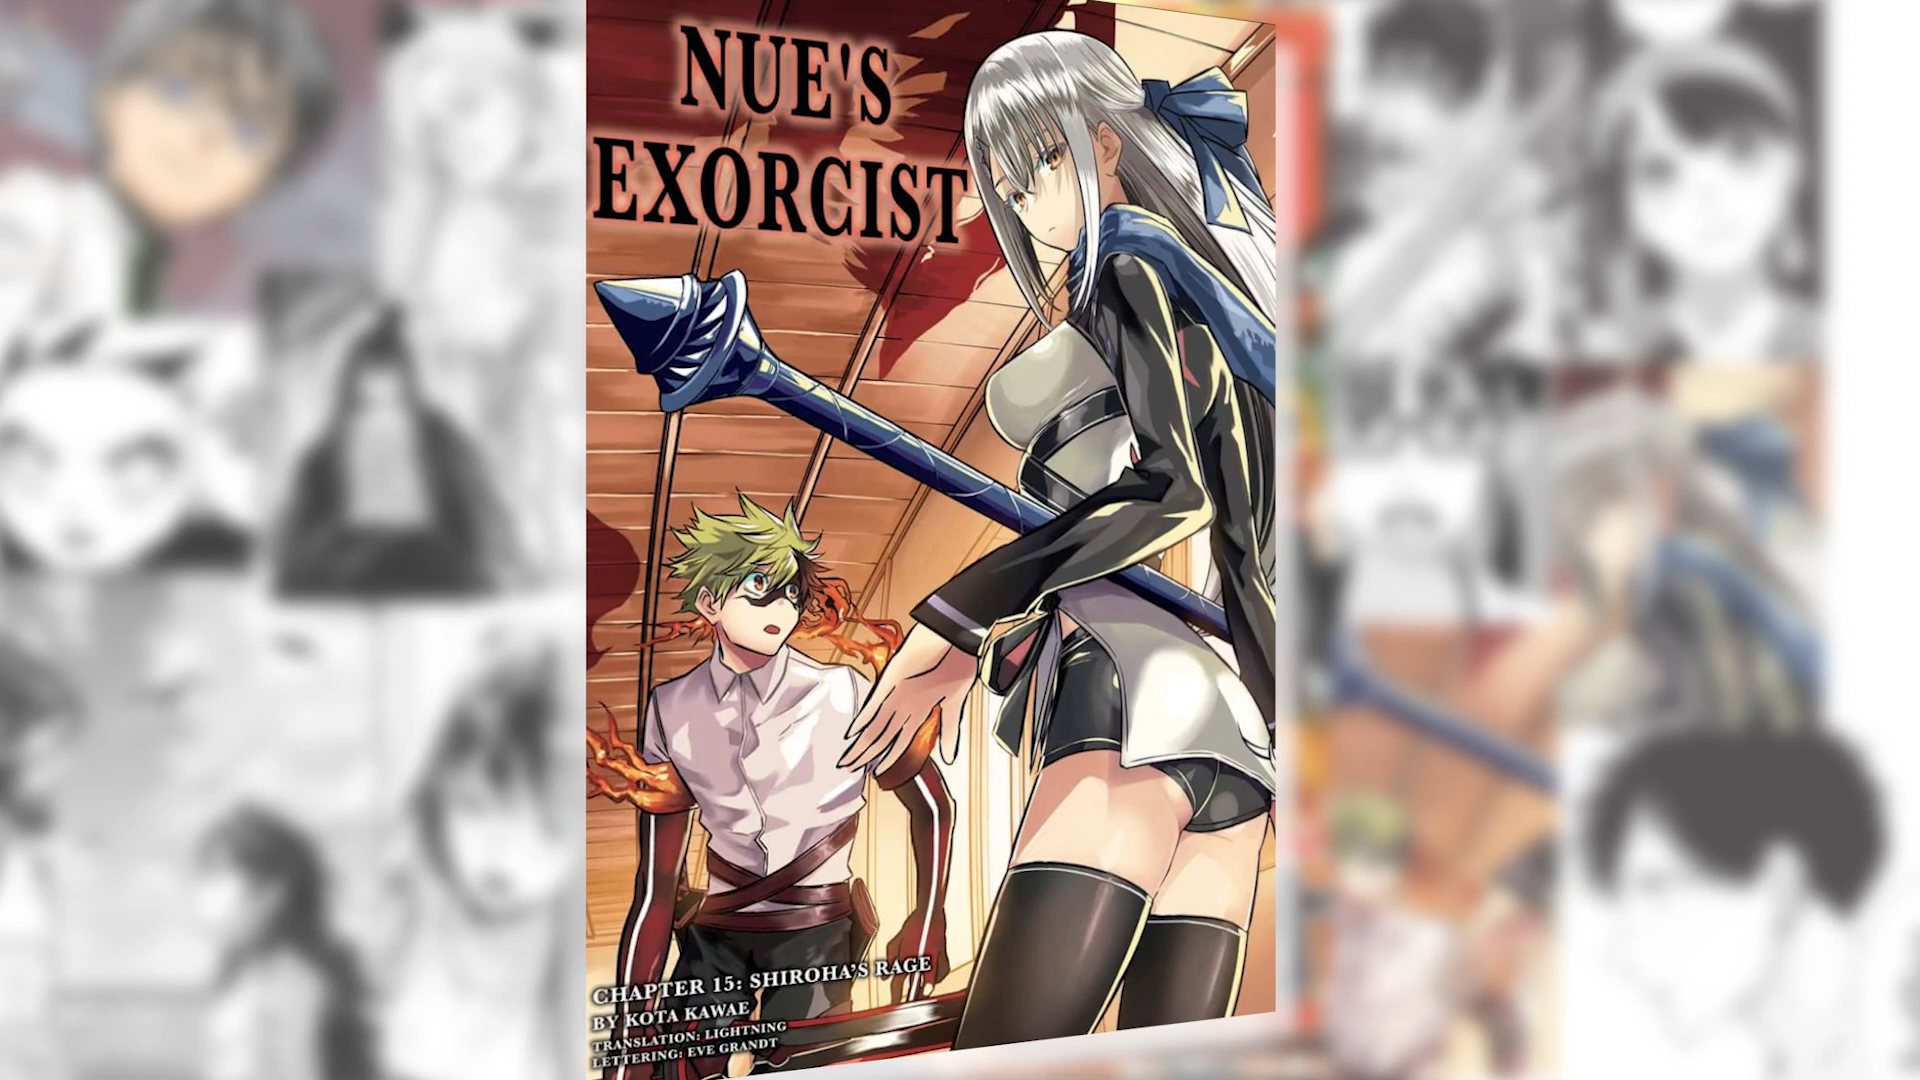 NUE'S
EXORCIST
CHAPTER 15: SHIROHA'S RAGE
BY KOTA KAWAE
TRANSLATION: LIGHTNING
LETTERING: EVE GRANDT